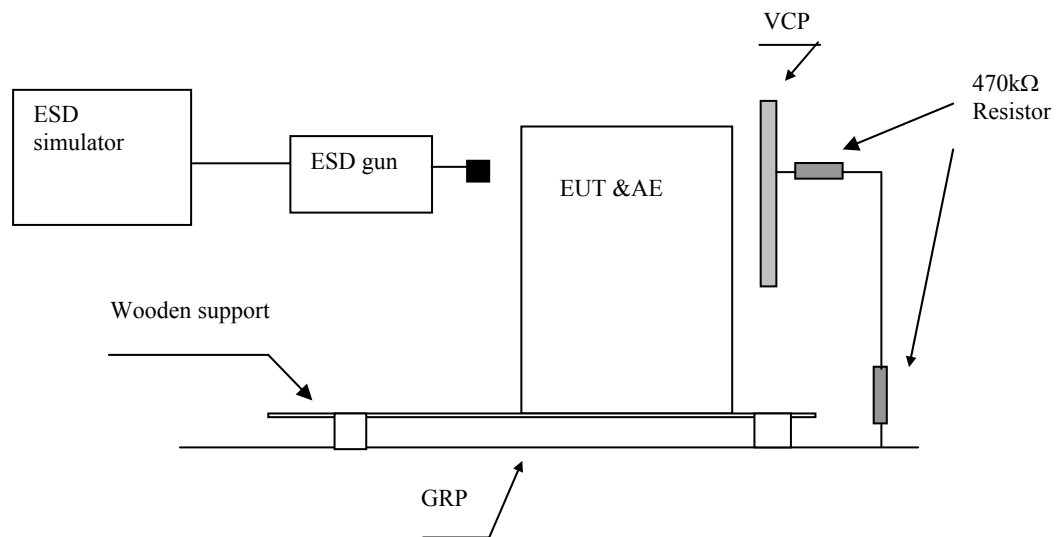 VCP
470kΩ
Resistor
ESD
simulator
ESD gun
EUT &AE
Wooden support
GRP